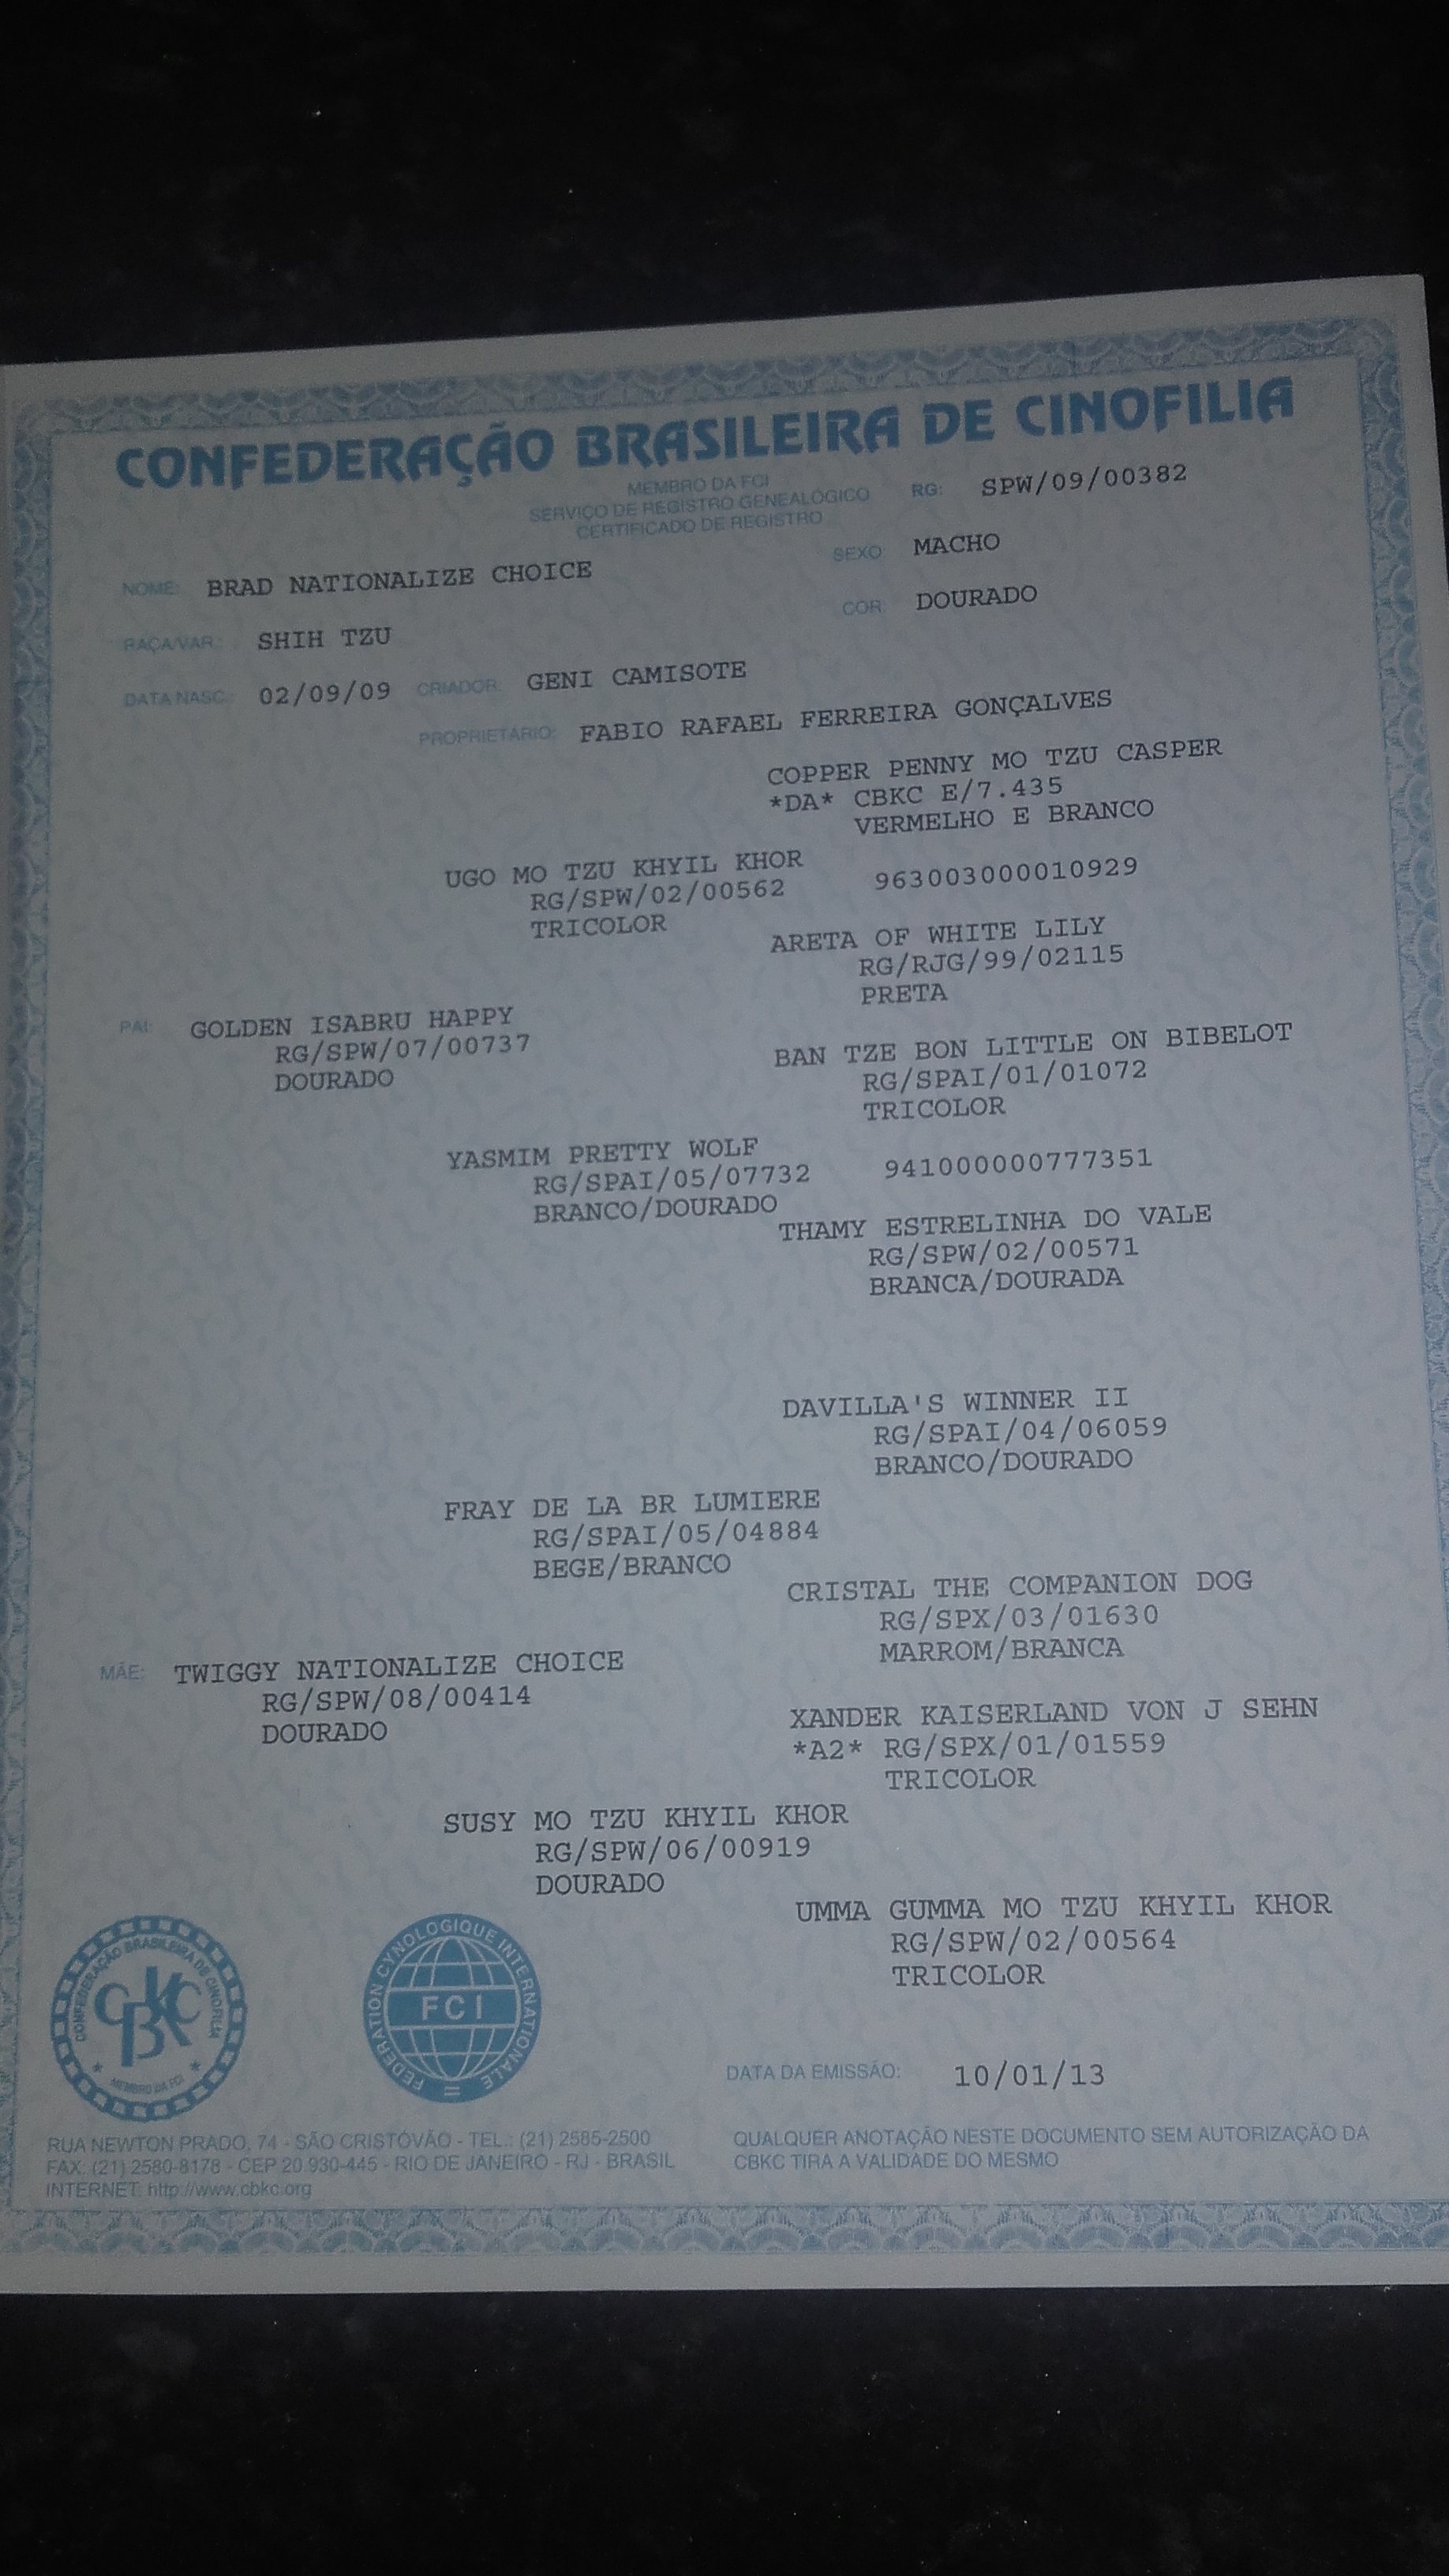 CONFEDERAÇÃO BRASILEIRA DE CINOFILIA
MEMBRO DA FCI
SERVIÇO DE REGISTRO GENEALÓGICO
CERTIFICADO DE REGISTRO
RG: SPW/09/00382
NOME: BRAD NATIONALIZE CHOICE
SEXO: MACHO
RAÇA/VAR.: SHIH TZU
COR: DOURADO
DATA NASC.: 02/09/09 CRIADOR: GENI CAMISOTE
PROPRIETÁRIO: FABIO RAFAEL FERREIRA GONÇALVES
COPPER PENNY MO TZU CASPER
*DA* CBKC E/7.435
VERMELHO E BRANCO
UGO MO TZU KHYIL KHOR
RG/SPW/02/00562
TRICOLOR
963003000010929
ARETA OF WHITE LILY
RG/RJG/99/02115
PRETA
PAI: GOLDEN ISABRU HAPPY
RG/SPW/07/00737
DOURADO
BAN TZE BON LITTLE ON BIBELOT
RG/SPAI/01/01072
TRICOLOR
YASMIM PRETTY WOLF
RG/SPAI/05/07732
BRANCO/DOURADO
941000000777351
THAMY ESTRELINHA DO VALE
RG/SPW/02/00571
BRANCA/DOURADA
DAVILLA'S WINNER II
RG/SPAI/04/06059
BRANCO/DOURADO
FRAY DE LA BR LUMIERE
RG/SPAI/05/04884
BEGE/BRANCO
CRISTAL THE COMPANION DOG
RG/SPX/03/01630
MARROM/BRANCA
MÃE: TWIGGY NATIONALIZE CHOICE
RG/SPW/08/00414
DOURADO
XANDER KAISERLAND VON J SEHN
*A2* RG/SPX/01/01559
TRICOLOR
SUSY MO TZU KHYIL KHOR
RG/SPW/06/00919
DOURADO
UMMA GUMMA MO TZU KHYIL KHOR
RG/SPW/02/00564
TRICOLOR
CONFEDERAÇÃO BRASILEIRA DE CINOFILIA
CBKC
MEMBRO DA FCI
FEDERATION CYNOLOGIQUE INTERNATIONALE
FCI
DATA DA EMISSÃO: 10/01/13
RUA NEWTON PRADO, 74 - SÃO CRISTÓVÃO - TEL.: (21) 2585-2500
FAX: (21) 2580-8178 - CEP 20.930-445 - RIO DE JANEIRO - RJ - BRASIL
INTERNET: http://www.cbkc.org
QUALQUER ANOTAÇÃO NESTE DOCUMENTO SEM AUTORIZAÇÃO DA
CBKC TIRA A VALIDADE DO MESMO